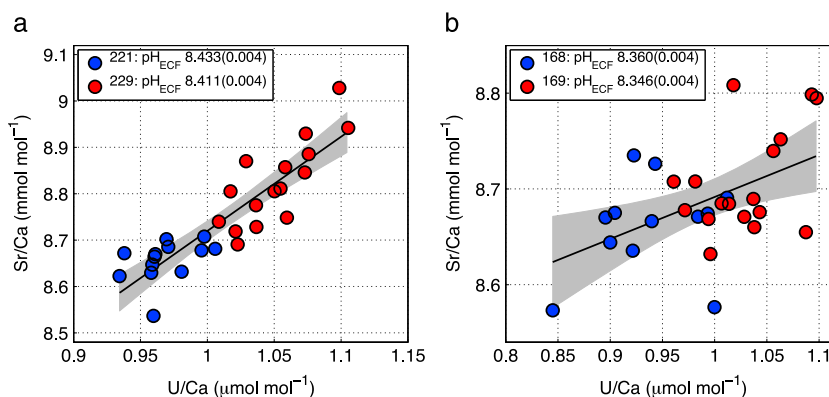 a
221: pH_ECF 8.433(0.004)
229: pH_ECF 8.411(0.004)
Sr/Ca (mmol mol⁻¹)
9.1
9
8.9
8.8
8.7
8.6
8.5
0.9 0.95 1 1.05 1.1 1.15
U/Ca (μmol mol⁻¹)
b
168: pH_ECF 8.360(0.004)
169: pH_ECF 8.346(0.004)
Sr/Ca (mmol mol⁻¹)
8.8
8.7
8.6
0.8 0.85 0.9 0.95 1 1.05 1.1
U/Ca (μmol mol⁻¹)